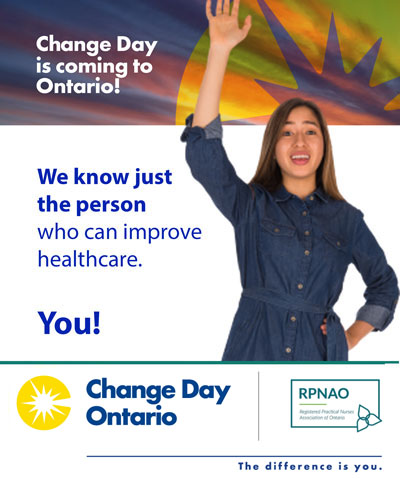 Change Day
is coming to
Ontario!
We know just
the person
who can improve
healthcare.
You!
Change Day
Ontario
RPNAO
Registered Practical Nurses
Association of Ontario
The difference is you.